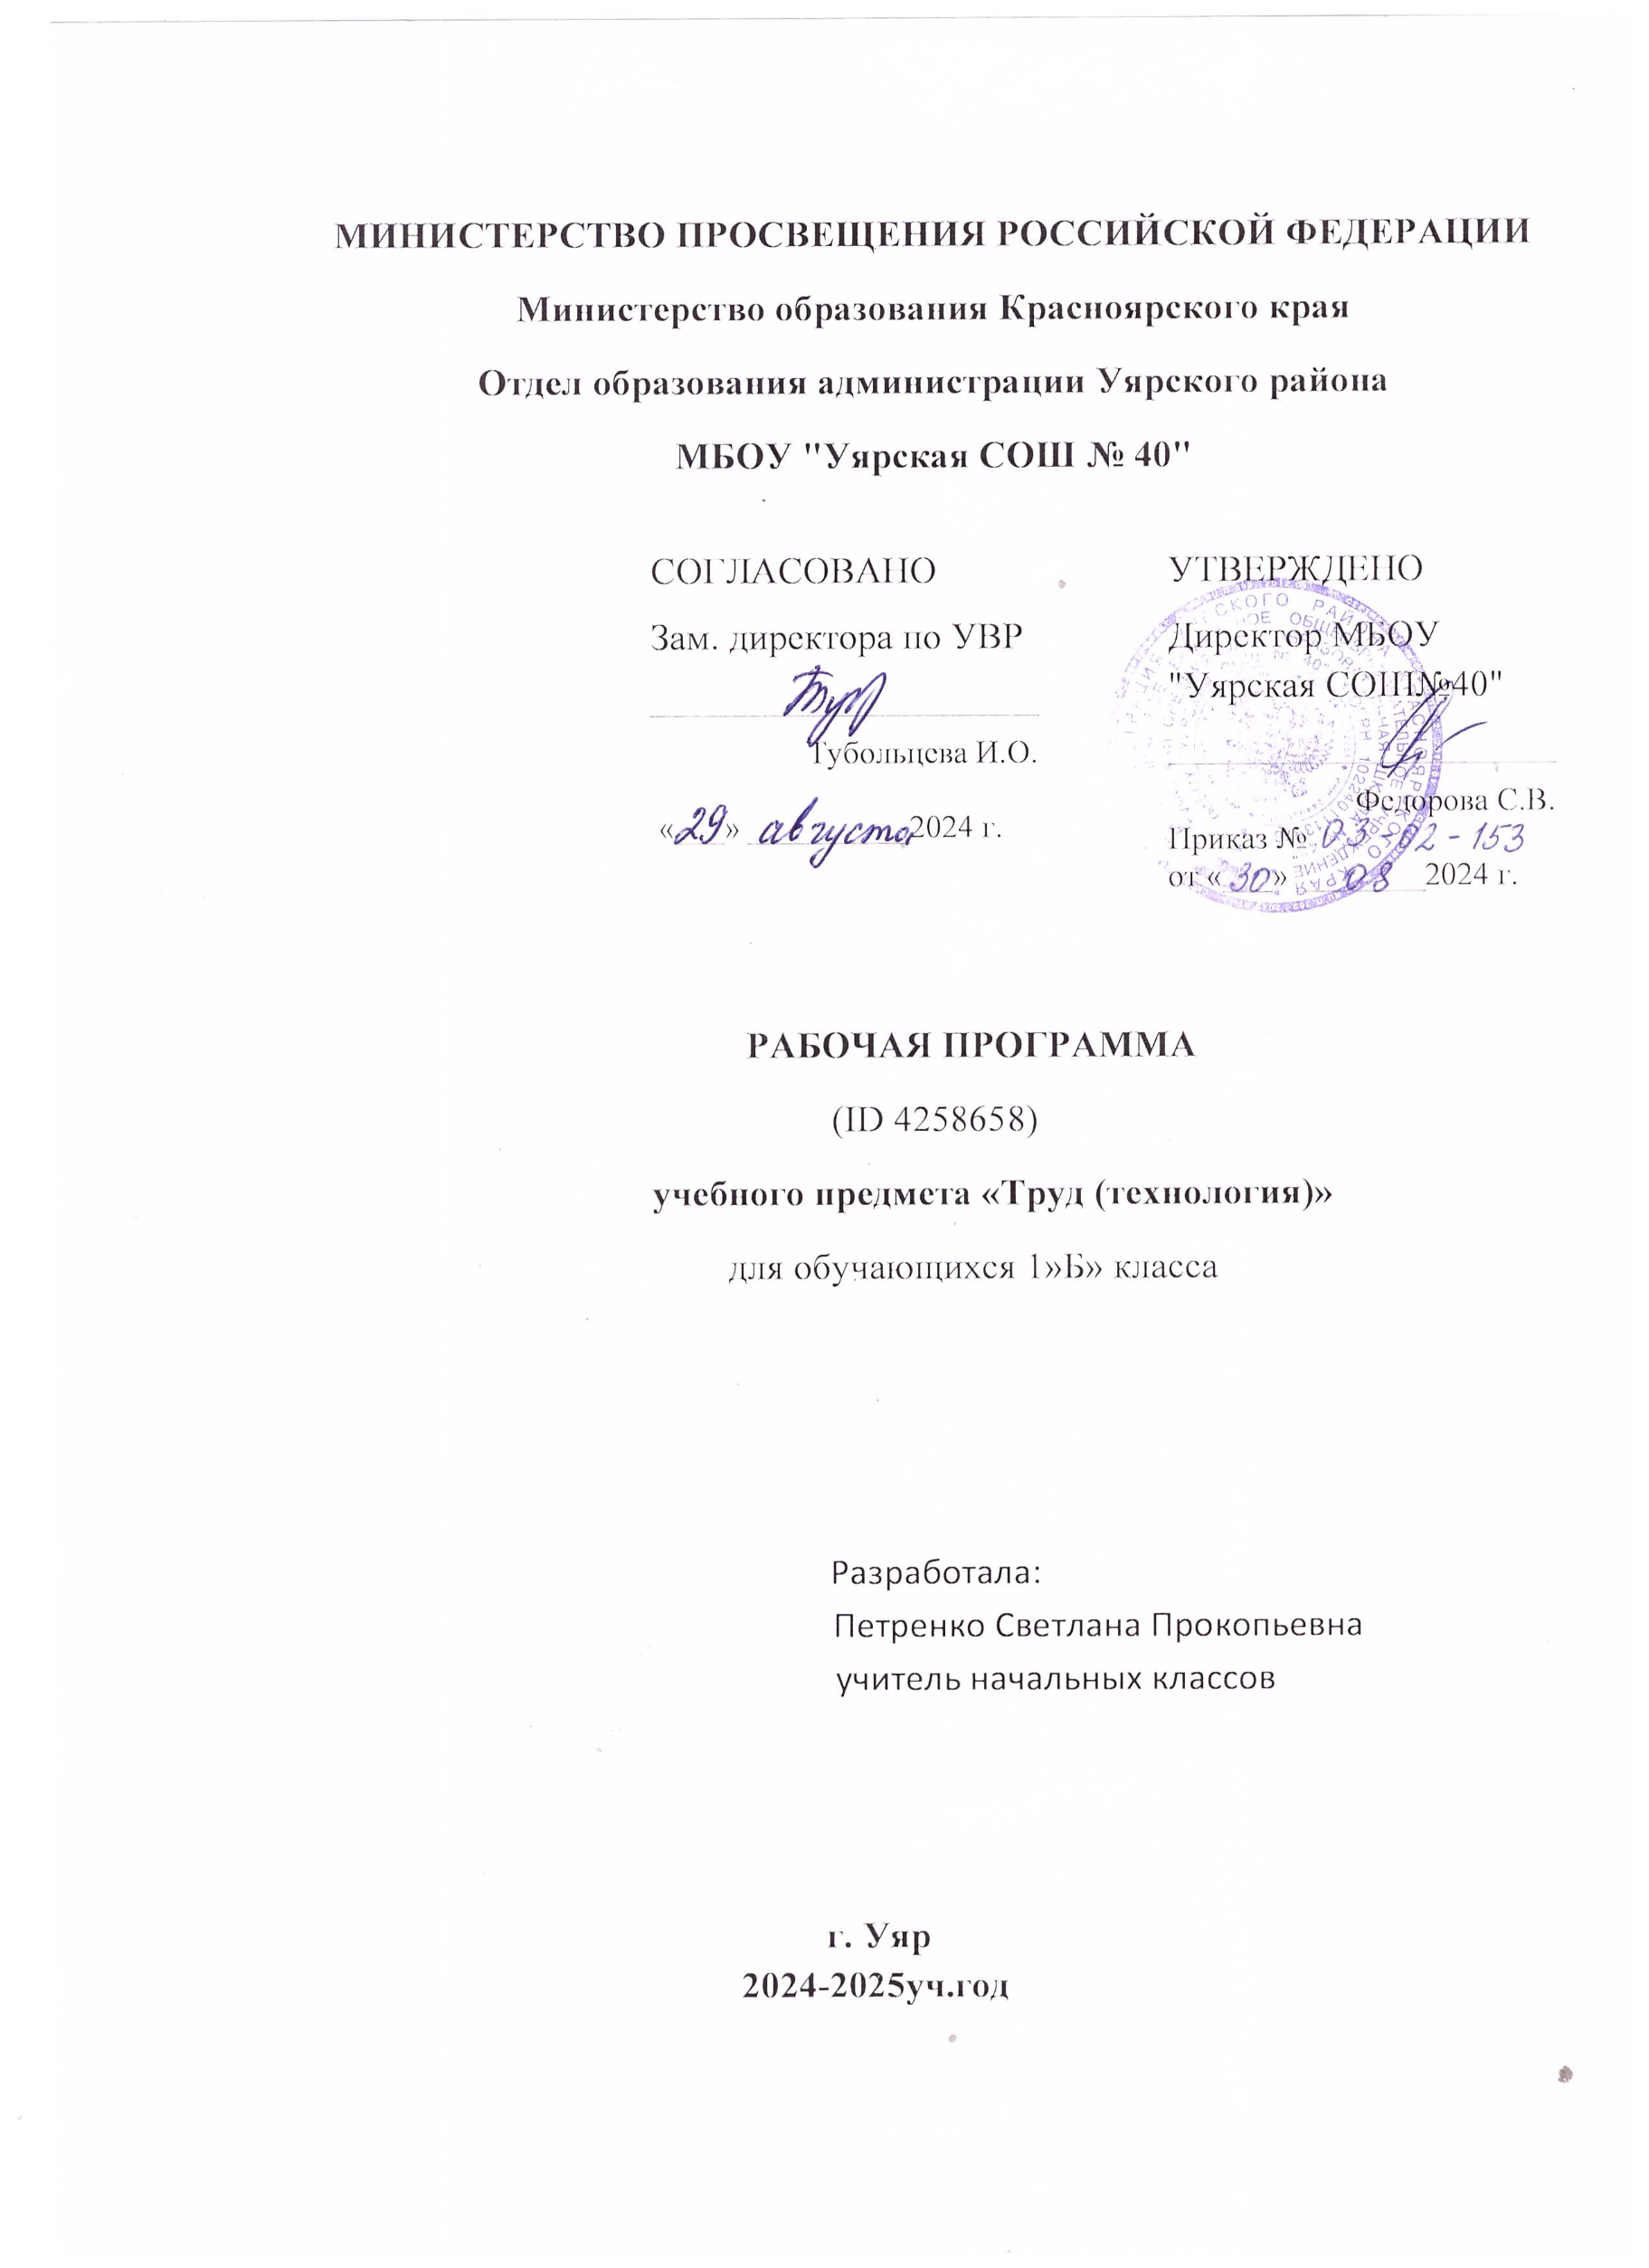 МИНИСТЕРСТВО ПРОСВЕЩЕНИЯ РОССИЙСКОЙ ФЕДЕРАЦИИ
Министерство образования Красноярского края
Отдел образования администрации Уярского района
МБОУ "Уярская СОШ № 40"
СОГЛАСОВАНО
Зам. директора по УВР
Губольцева И.О.
«29» августа 2024 г.
УТВЕРЖДЕНО
Директор МБОУ
"Уярская СОШ№40"
Федорова С.В.
Приказ № 03-02-153
от «30» 08 2024 г.
РАБОЧАЯ ПРОГРАММА
(ID 4258658)
учебного предмета «Труд (технология)»
для обучающихся 1»Б» класса
Разработала:
Петренко Светлана Прокопьевна
учитель начальных классов
г. Уяр
2024-2025уч.год